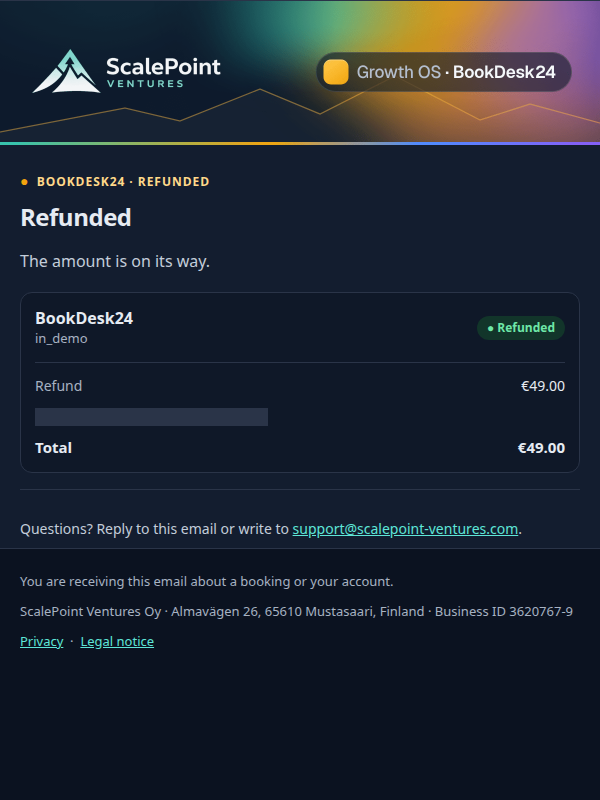 ScalePoint
VENTURES
Growth OS · BookDesk24
BOOKDESK24 · REFUNDED
Refunded
The amount is on its way.
BookDesk24
in_demo
● Refunded
Refund €49.00
Total €49.00
Questions? Reply to this email or write to support@scalepoint-ventures.com.
You are receiving this email about a booking or your account.
ScalePoint Ventures Oy · Almavägen 26, 65610 Mustasaari, Finland · Business ID 3620767-9
Privacy · Legal notice